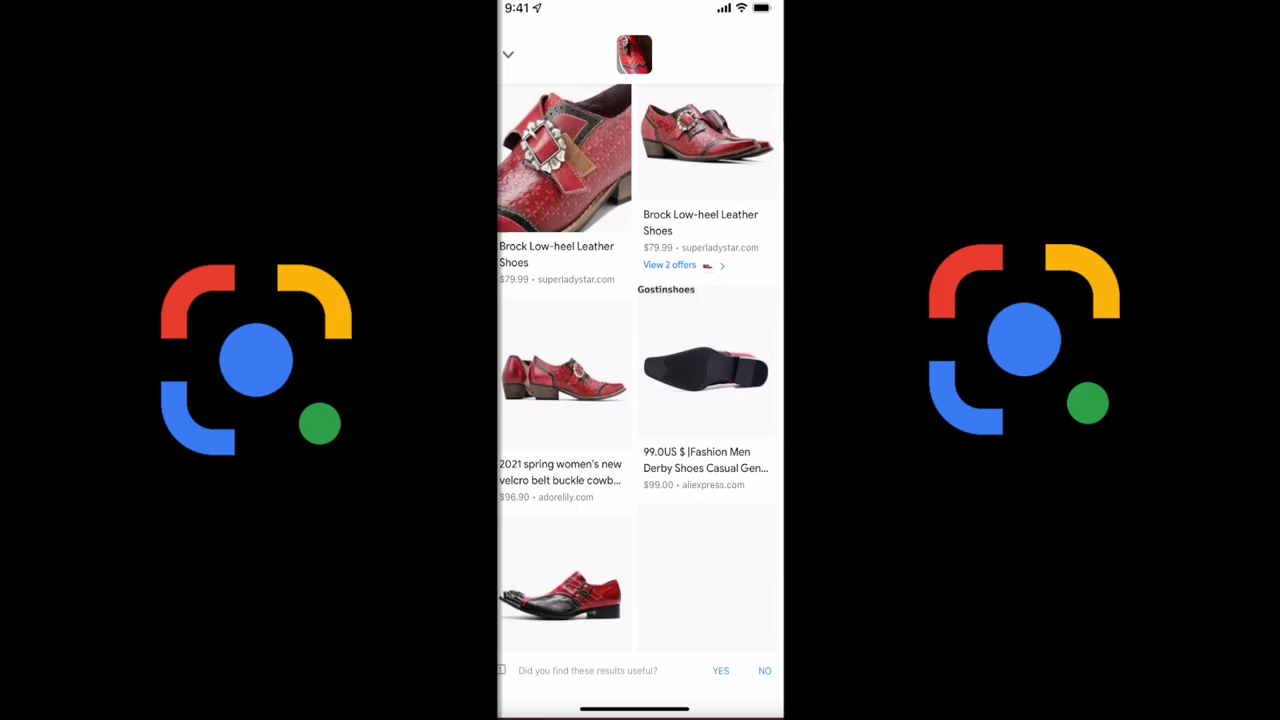 9:41
Brock Low-heel Leather
Shoes
$79.99 • superladystar.com
Brock Low-heel Leather
Shoes
$79.99 • superladystar.com
View 2 offers
2021 spring women's new
velcro belt buckle cowb...
$96.90 • adorelily.com
Gostinshoes
99.0US $ |Fashion Men
Derby Shoes Casual Gen...
$99.00 • aliexpress.com
Did you find these results useful?
YES
NO